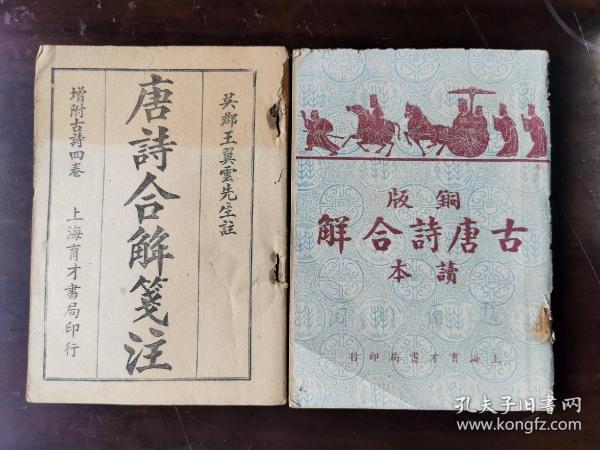 吴郡王翼雲先生註
唐詩合解箋注
增附古詩四卷
上海育才書局印行
銅版
古唐詩合解
讀本
上海育才書局印行
孔夫子旧书网
www.kongfz.com